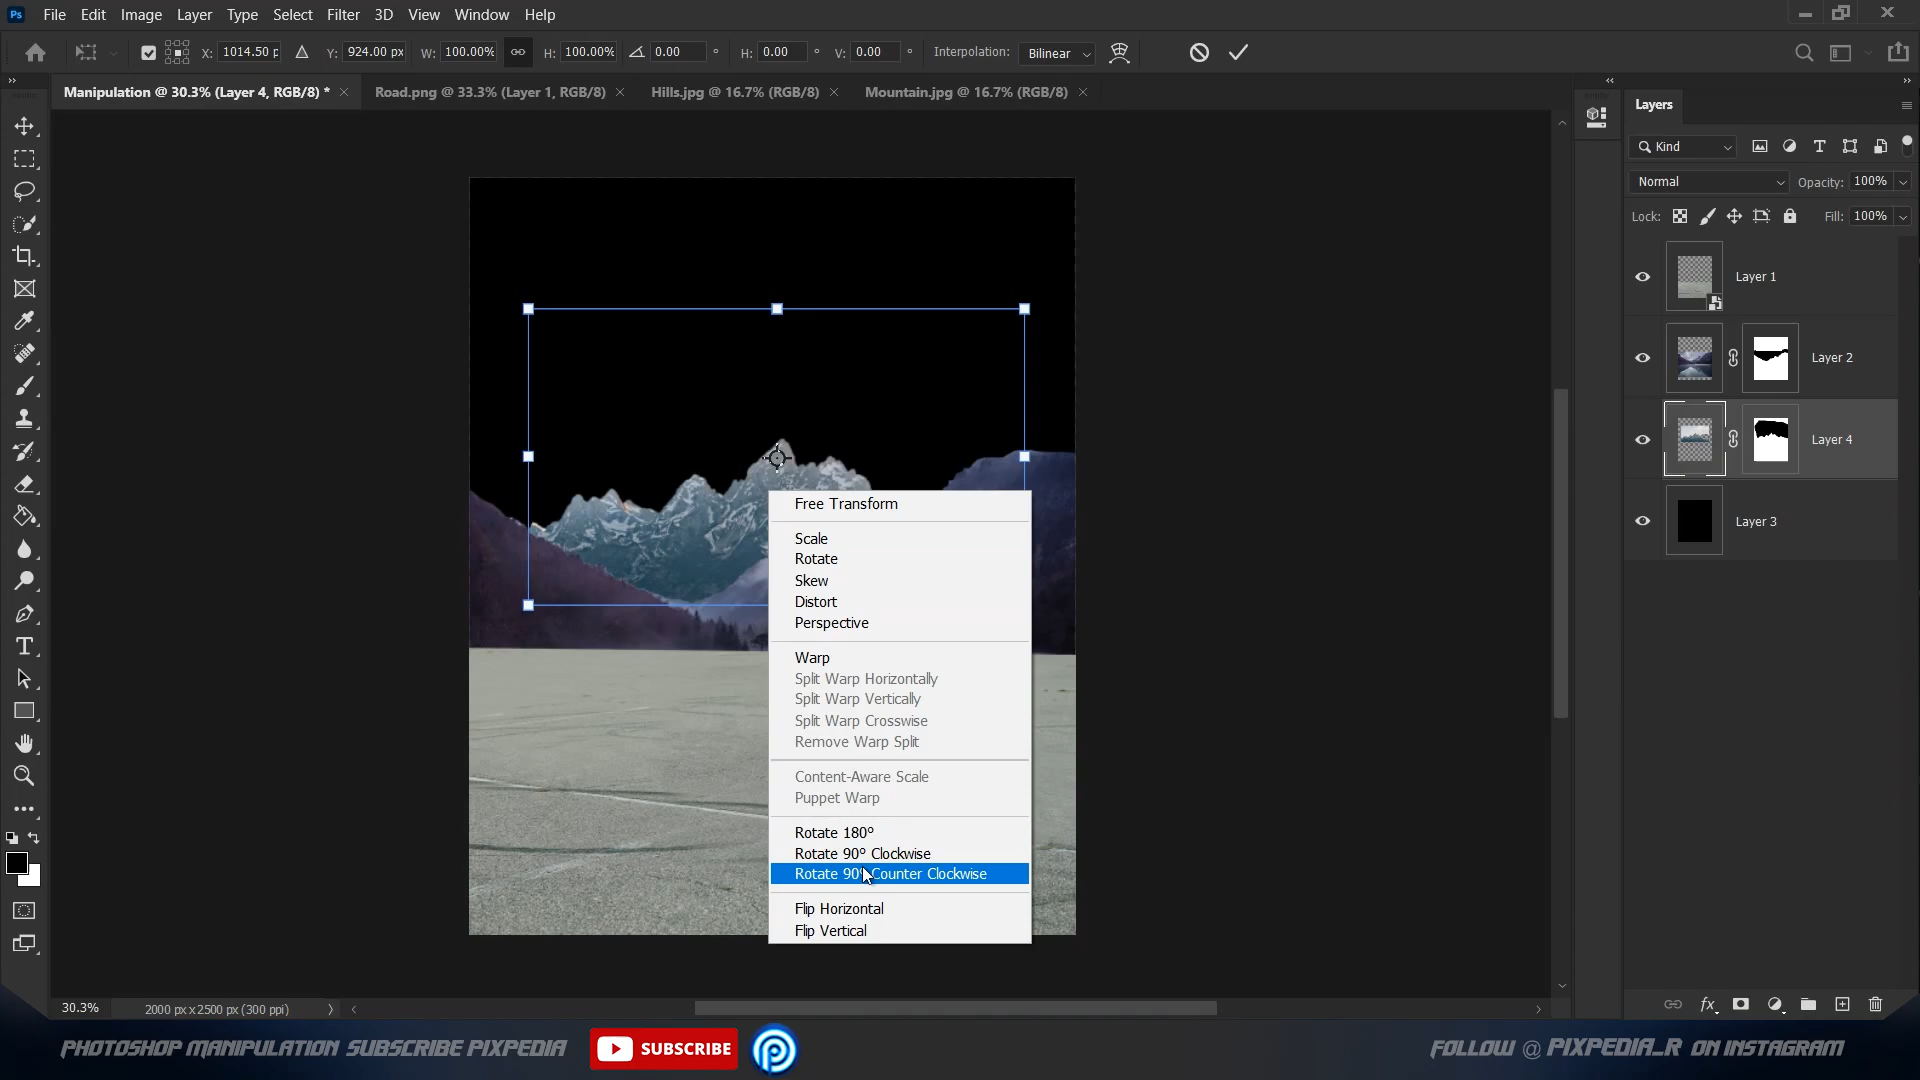 Ps File Edit Image Layer Type Select Filter 3D View Window Help
X: 1014.50 p Y: 924.00 px W: 100.00% H: 100.00% 0.00 ° H: 0.00 ° V: 0.00 ° Interpolation: Bilinear
Manipulation @ 30.3% (Layer 4, RGB/8) * Road.png @ 33.3% (Layer 1, RGB/8) Hills.jpg @ 16.7% (RGB/8) Mountain.jpg @ 16.7% (RGB/8)
Layers
Kind
Normal Opacity: 100%
Lock: Fill: 100%
Layer 1
Layer 2
Layer 4
Layer 3
Free Transform
Scale
Rotate
Skew
Distort
Perspective
Warp
Split Warp Horizontally
Split Warp Vertically
Split Warp Crosswise
Remove Warp Split
Content-Aware Scale
Puppet Warp
Rotate 180°
Rotate 90° Clockwise
Rotate 90° Counter Clockwise
Flip Horizontal
Flip Vertical
30.3% 2000 px x 2500 px (300 ppi)
PHOTOSHOP MANIPULATION SUBSCRIBE PIXPEDIA SUBSCRIBE FOLLOW @ PIXPEDIA_R ON INSTAGRAM